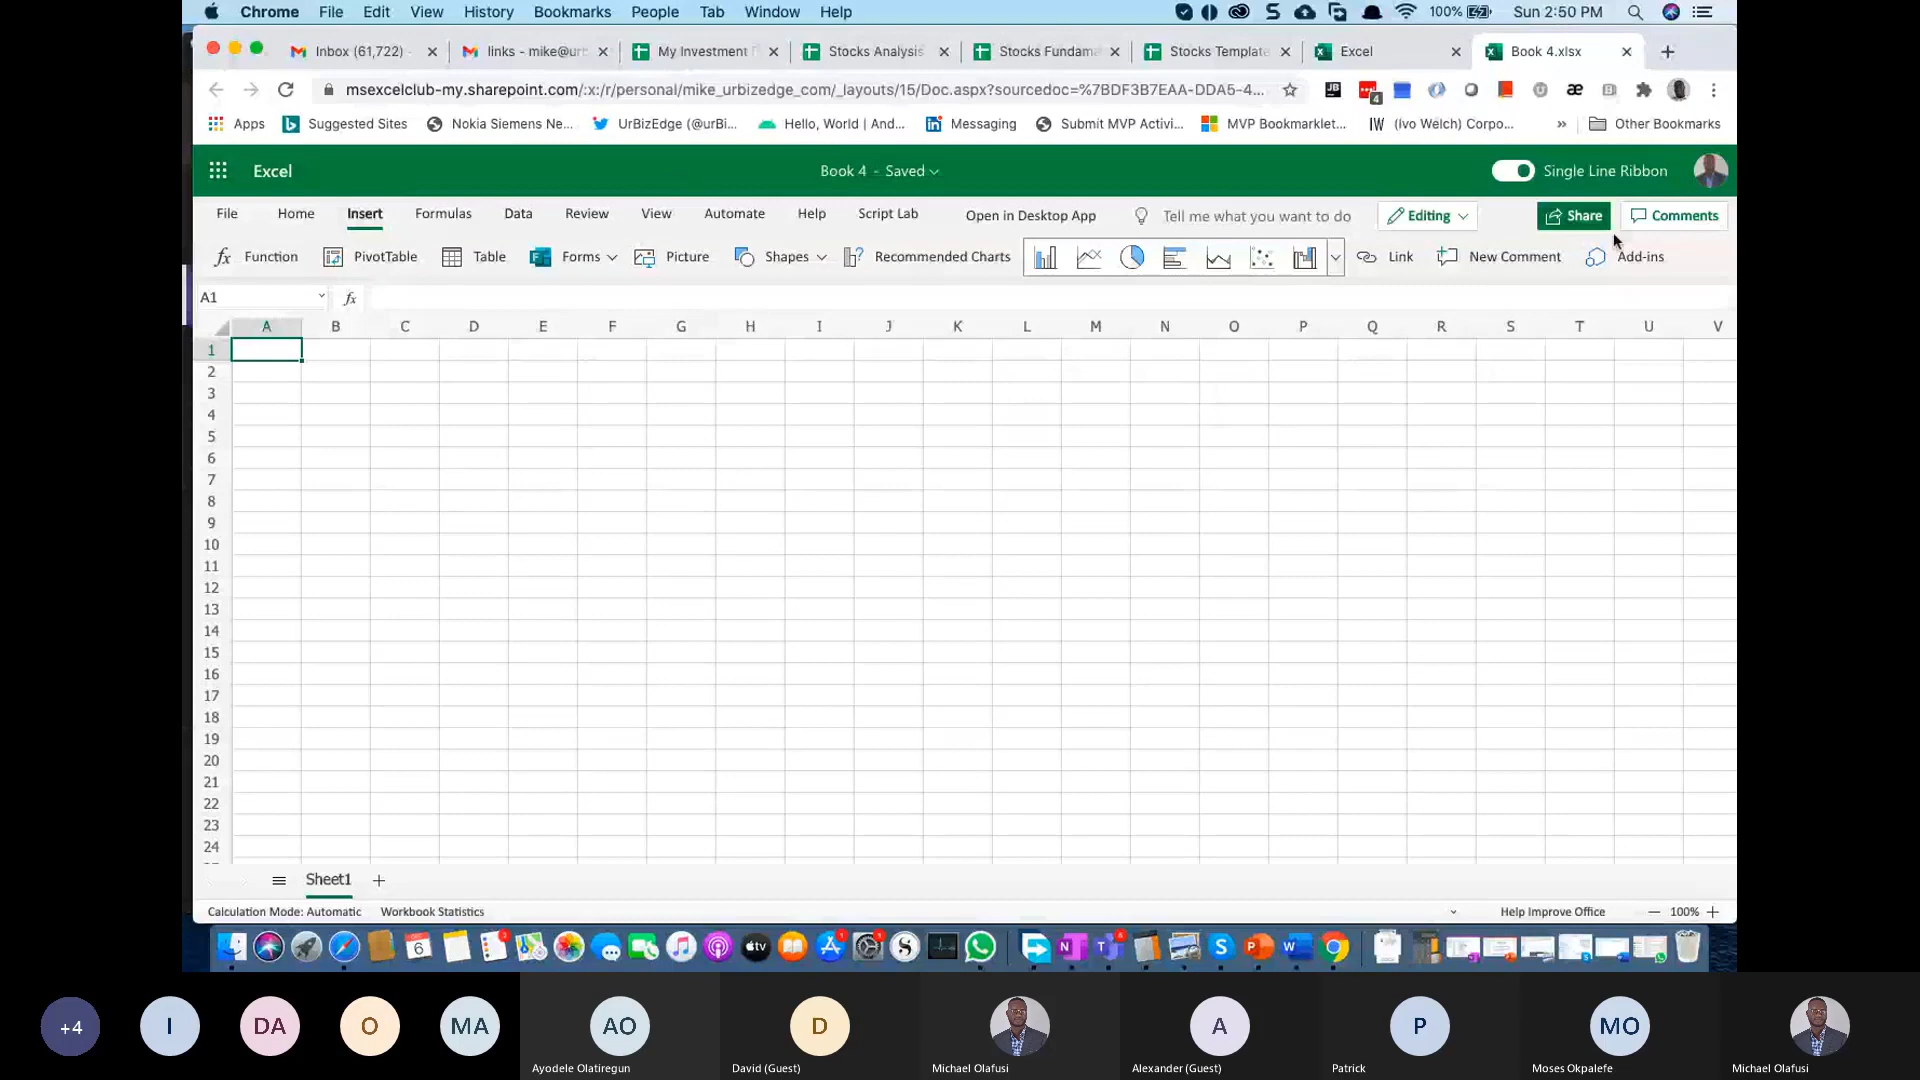 Chrome File Edit View History Bookmarks People Tab Window Help 100% Sun 2:50 PM
Inbox (61,722) - links - mike@ur My Investment Stocks Analysis Stocks Fundam Stocks Template Excel Book 4.xlsx
msexcelclub-my.sharepoint.com/:x:/r/personal/mike_urbizedge_com/_layouts/15/Doc.aspx?sourcedoc=%7BDF3B7EAA-DDA5-4...
Apps Suggested Sites Nokia Siemens Ne... UrBizEdge (@urBi... Hello, World | And... Messaging Submit MVP Activi... MVP Bookmarklet... IW (Ivo Welch) Corpo... » Other Bookmarks
Excel Book 4 - Saved Single Line Ribbon
File Home Insert Formulas Data Review View Automate Help Script Lab Open in Desktop App Tell me what you want to do Editing Share Comments
fx Function PivotTable Table Forms Picture Shapes Recommended Charts Link New Comment Add-ins
A1 fx
A B C D E F G H I J K L M N O P Q R S T U V
1
2
3
4
5
6
7
8
9
10
11
12
13
14
15
16
17
18
19
20
21
22
23
24
Sheet1 +
Calculation Mode: Automatic Workbook Statistics Help Improve Office — 100% +
+4 I DA O MA AO D A P MO
Ayodele Olatiregun David (Guest) Michael Olafusi Alexander (Guest) Patrick Moses Okpalefe Michael Olafusi